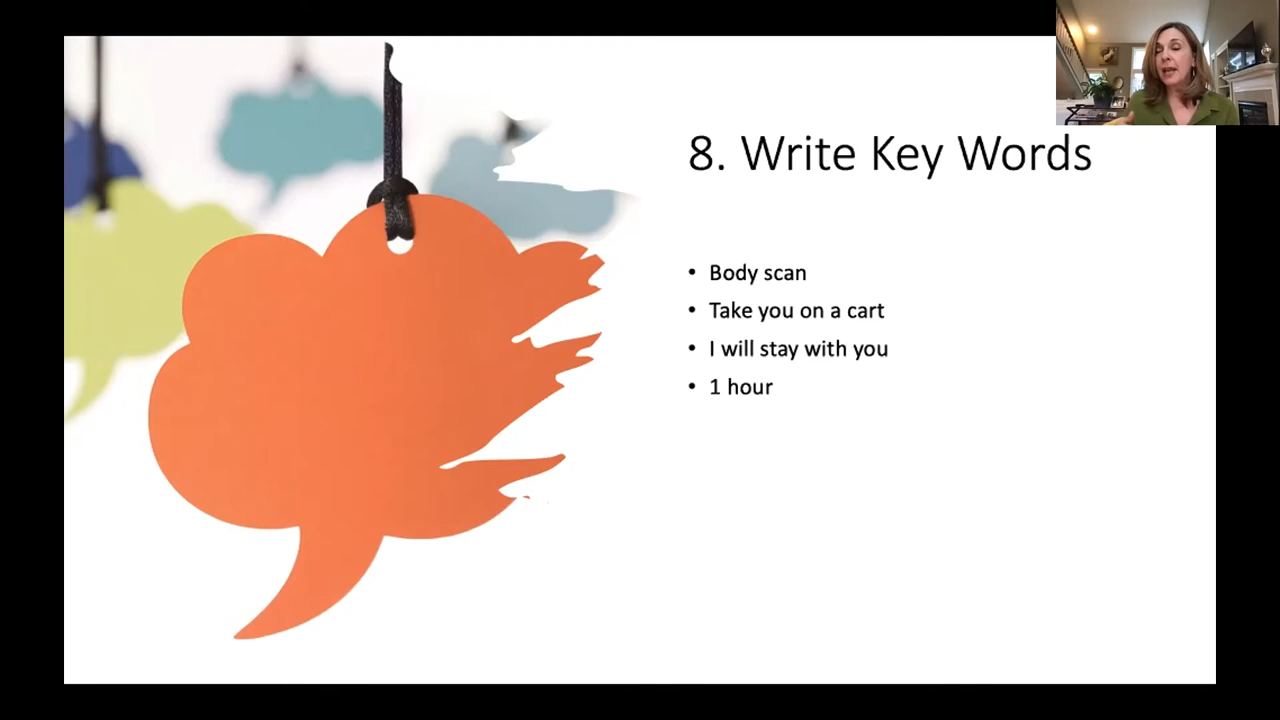 8. Write Key Words
• Body scan
• Take you on a cart
• I will stay with you
• 1 hour